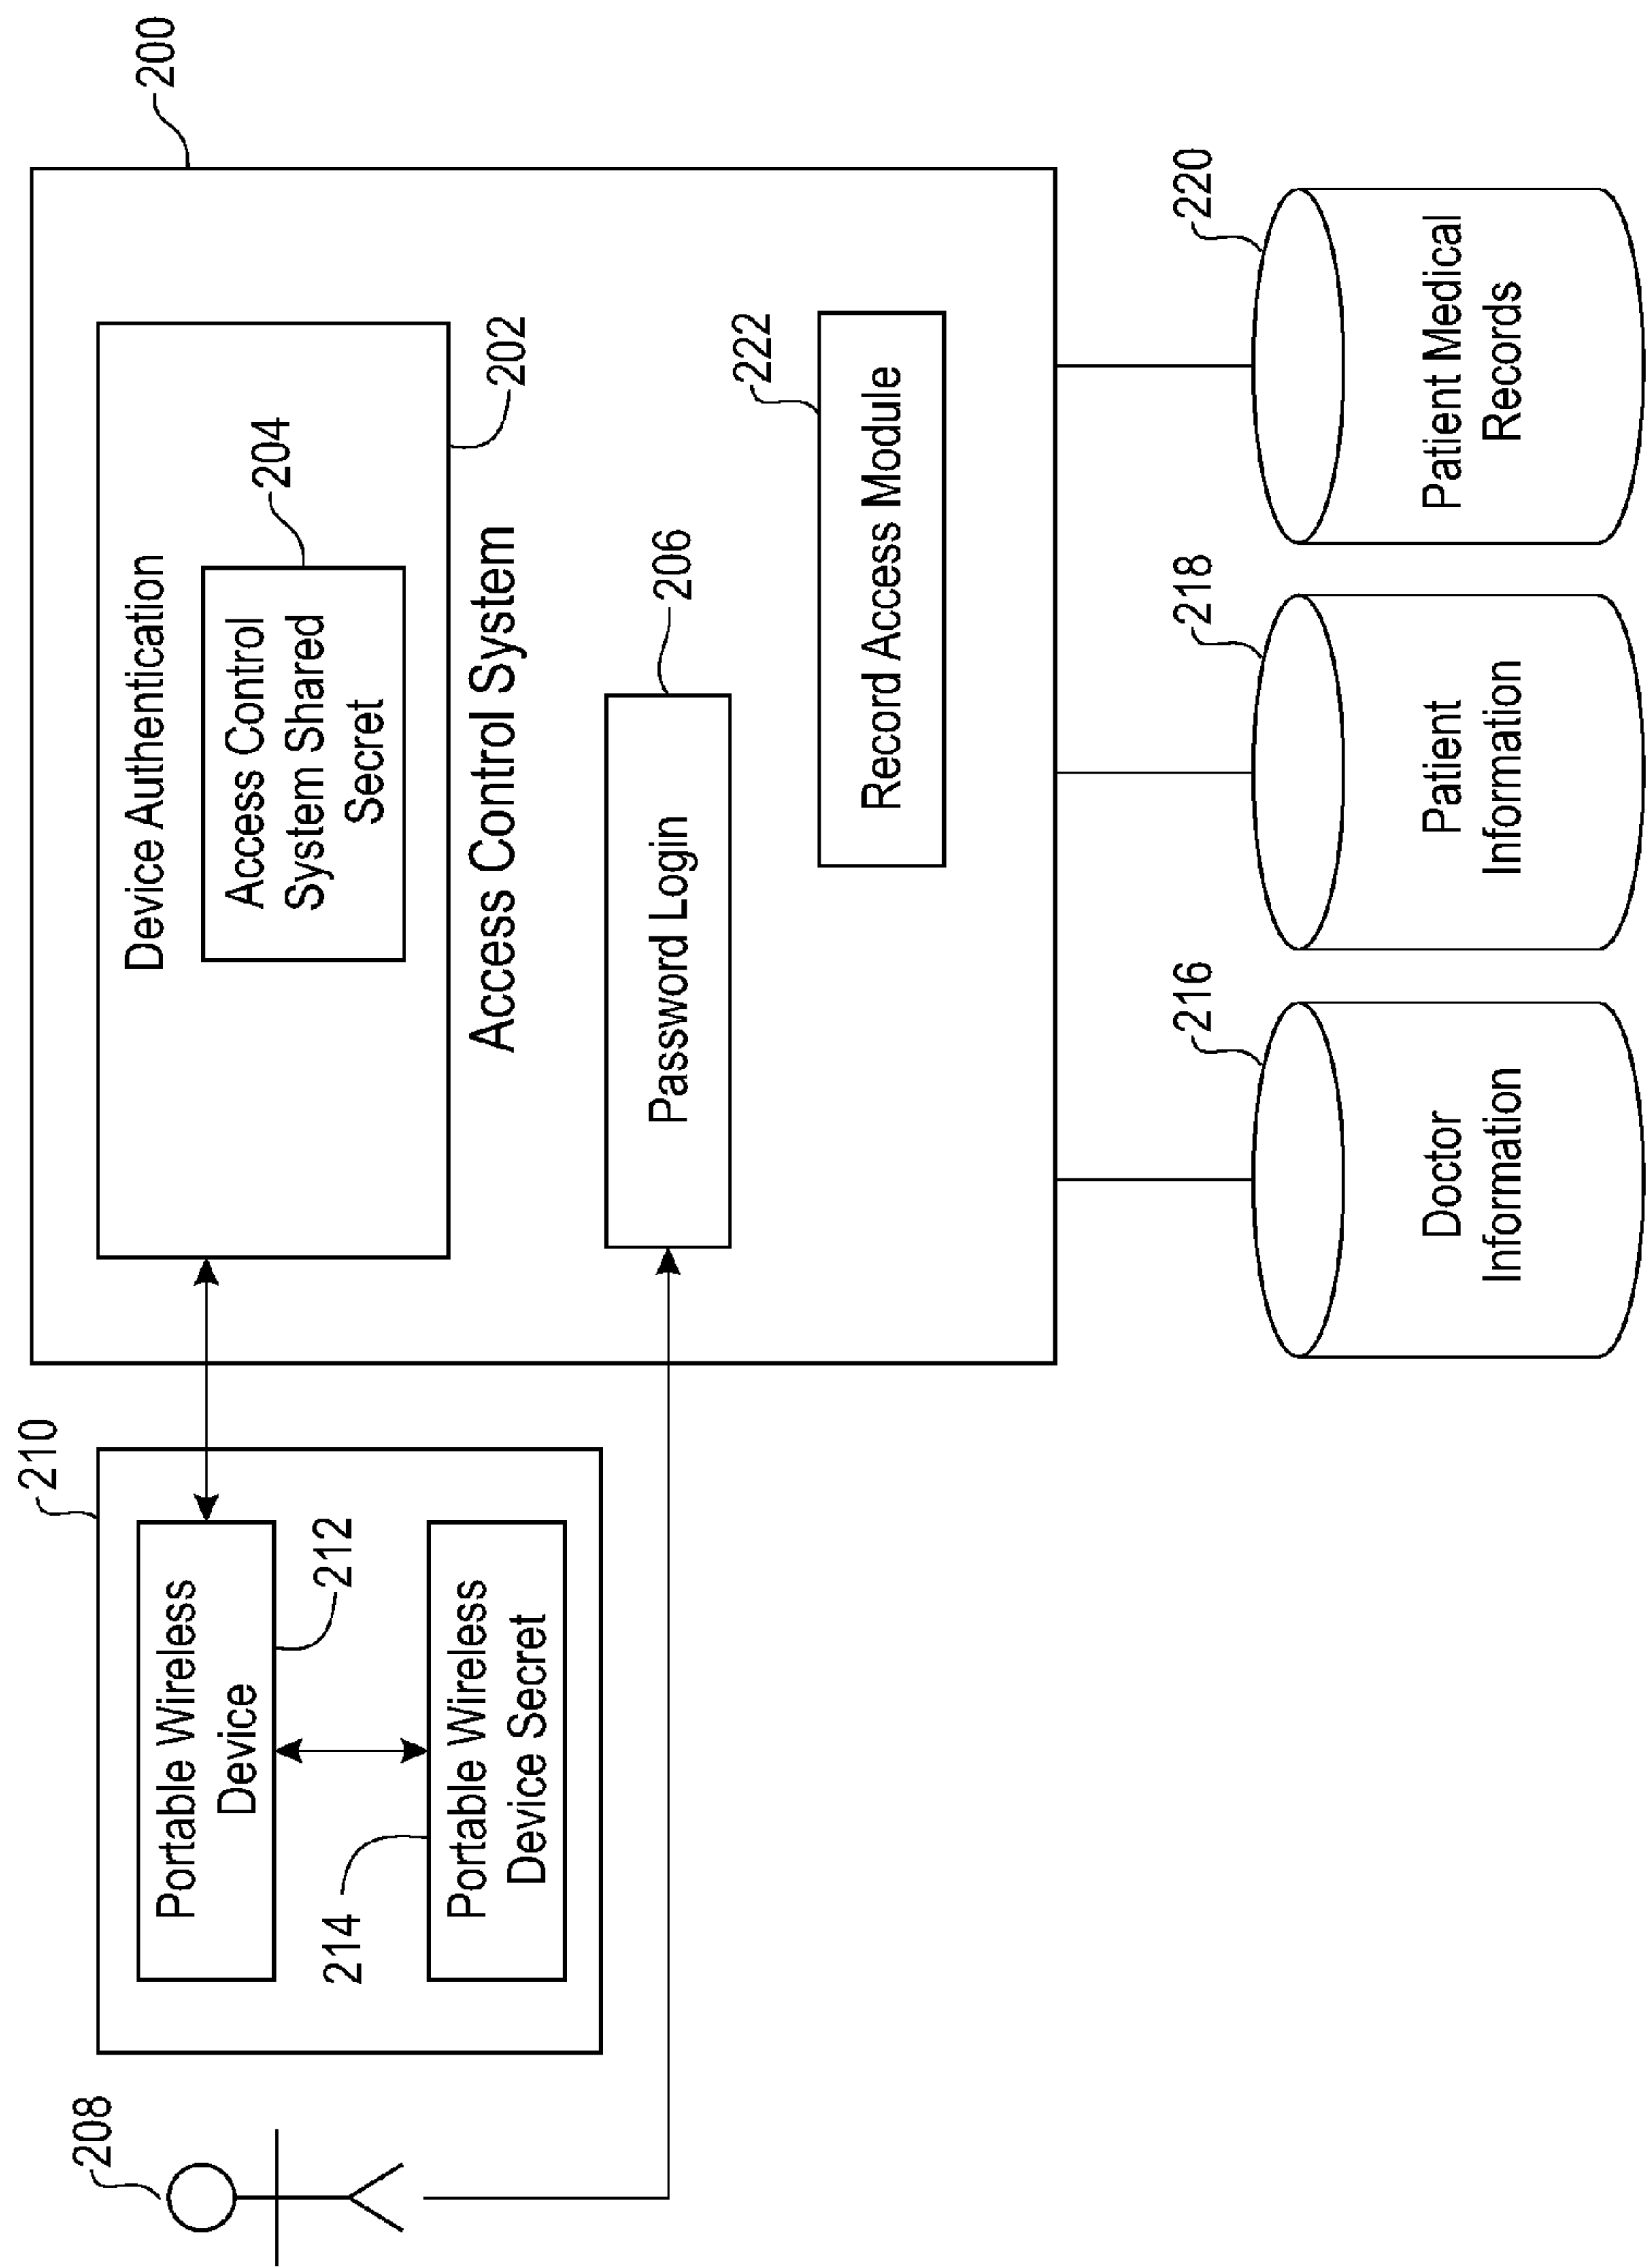 208
210
Portable Wireless
Device
212
214
Portable Wireless
Device Secret
200
Device Authentication
Access Control
System Shared
Secret
204
202
Access Control System
Password Login
206
222
Record Access Module
216
Doctor
Information
218
Patient
Information
220
Patient Medical
Records